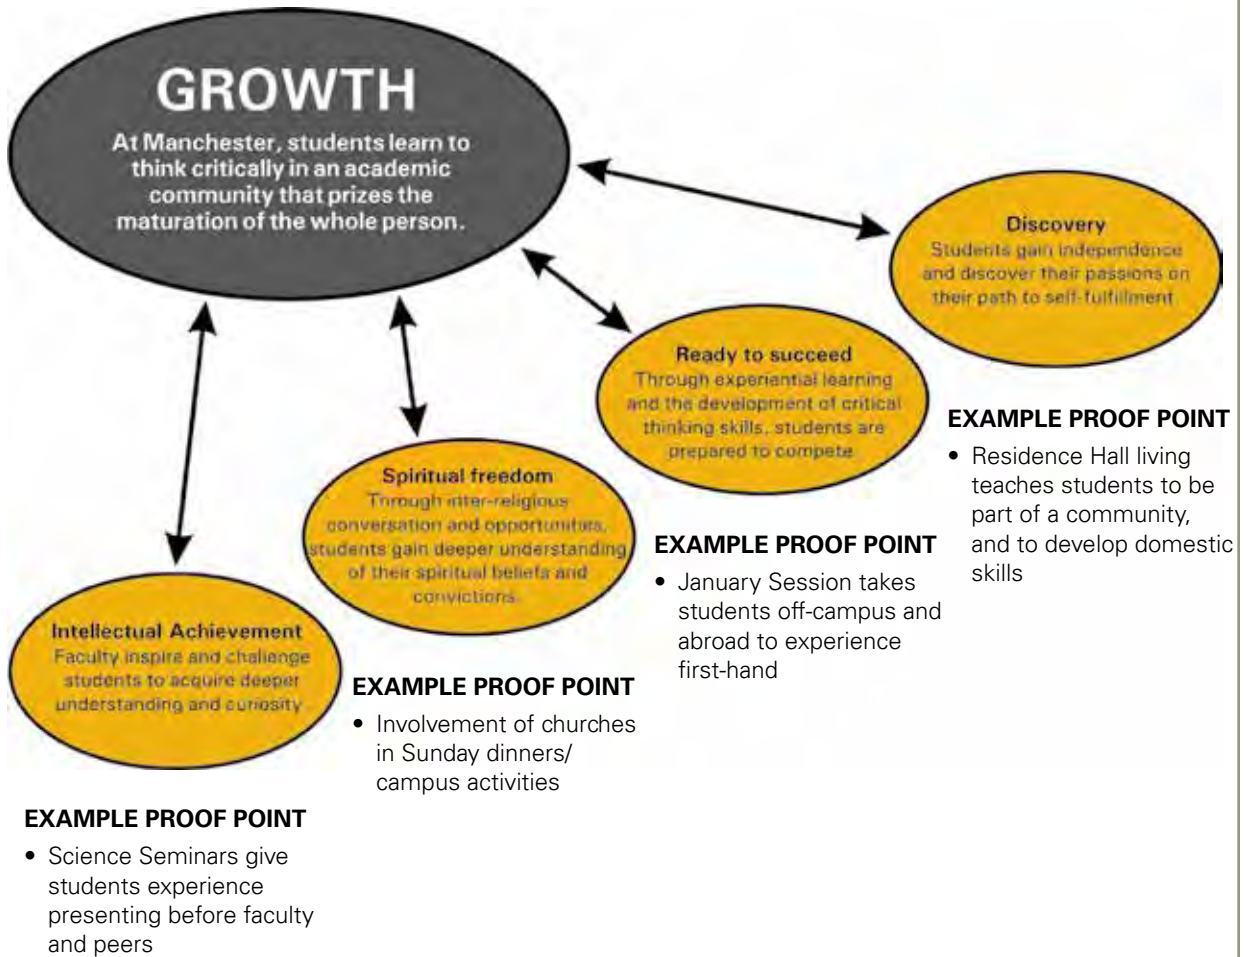 GROWTH
At Manchester, students learn to
think critically in an academic
community that prizes the
maturation of the whole person.
Discovery
Students gain independence
and discover their passions on
their path to self-fulfillment
Ready to succeed
Through experiential learning
and the development of critical
thinking skills, students are
prepared to compete
EXAMPLE PROOF POINT
• Residence Hall living
teaches students to be
part of a community,
and to develop domestic
skills
Spiritual freedom
Through inter-religious
conversation and opportunities,
students gain deeper understanding
of their spiritual beliefs and
convictions.
EXAMPLE PROOF POINT
• January Session takes
students off-campus and
abroad to experience
first-hand
Intellectual Achievement
Faculty inspire and challenge
students to acquire deeper
understanding and curiosity
EXAMPLE PROOF POINT
• Involvement of churches
in Sunday dinners/
campus activities
EXAMPLE PROOF POINT
• Science Seminars give
students experience
presenting before faculty
and peers